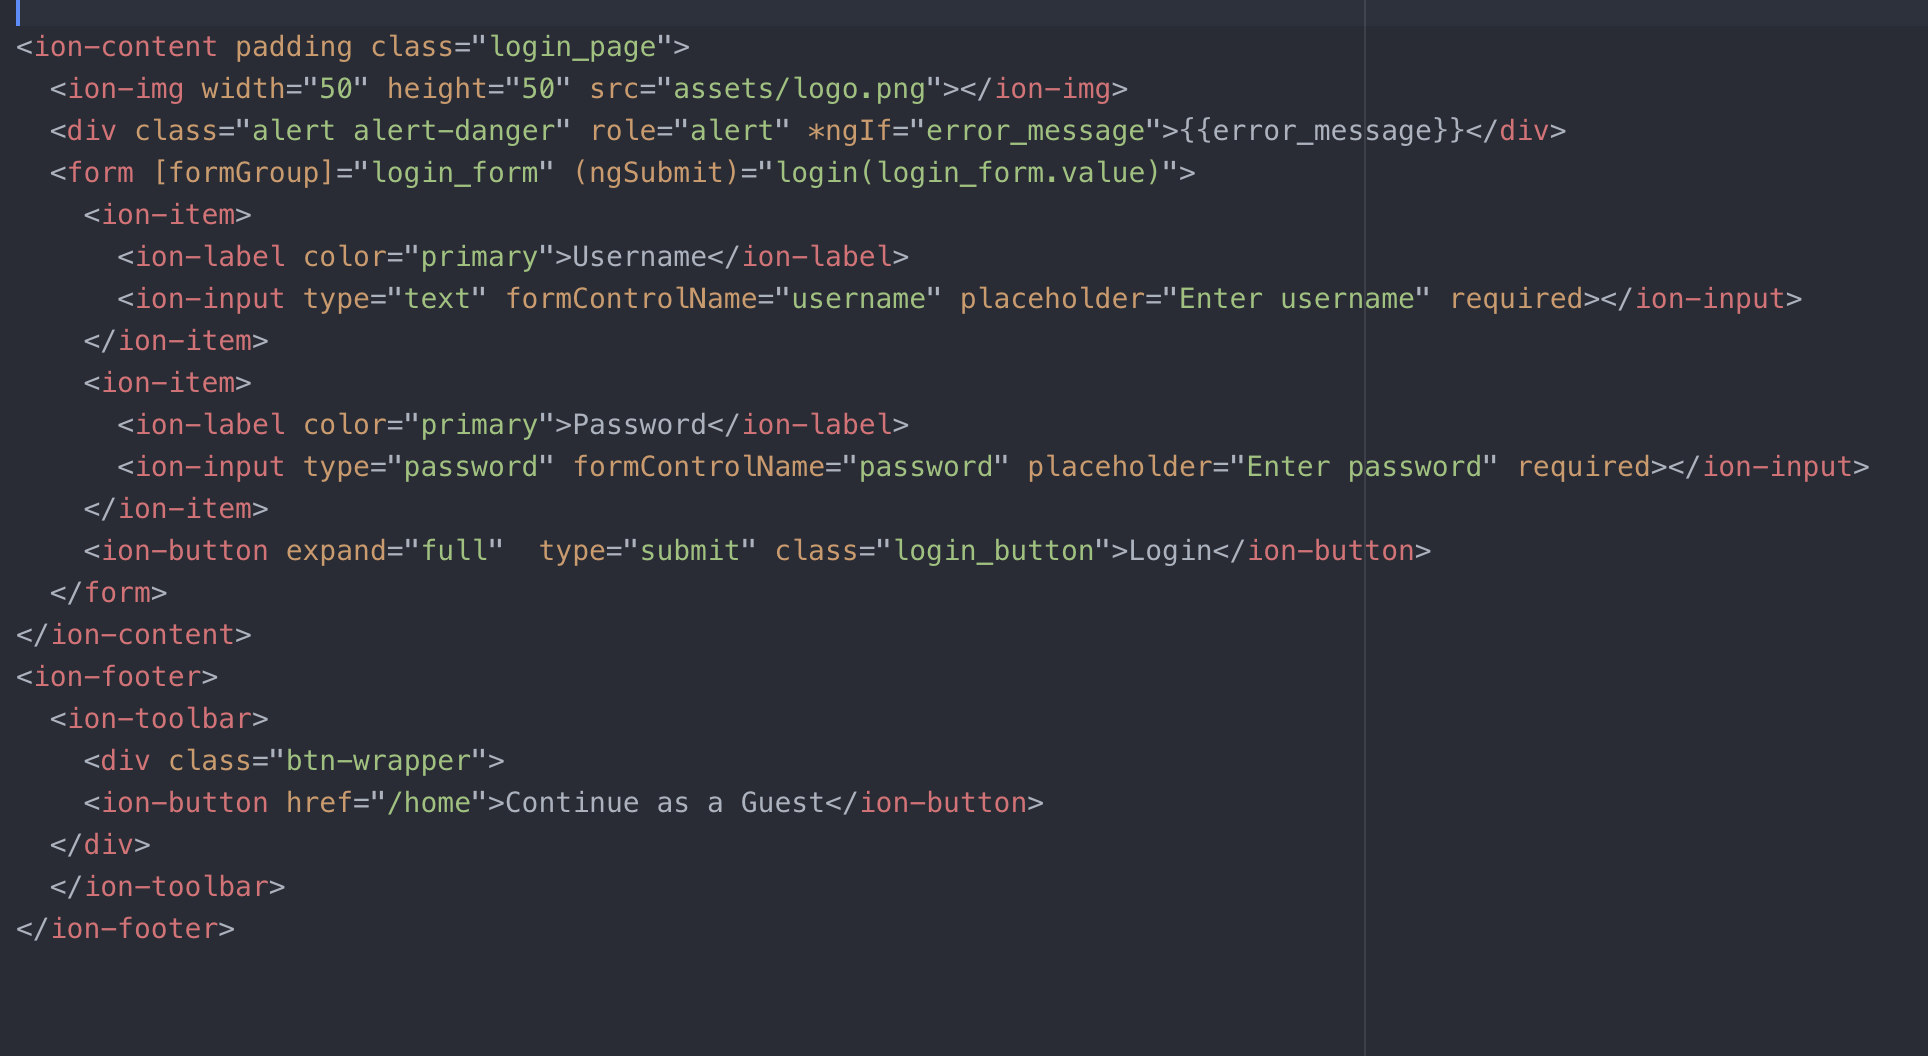 <ion-content padding class="login_page">
  <ion-img width="50" height="50" src="assets/logo.png"></ion-img>
  <div class="alert alert-danger" role="alert" *ngIf="error_message">{{error_message}}</div>
  <form [formGroup]="login_form" (ngSubmit)="login(login_form.value)">
    <ion-item>
      <ion-label color="primary">Username</ion-label>
      <ion-input type="text" formControlName="username" placeholder="Enter username" required></ion-input>
    </ion-item>
    <ion-item>
      <ion-label color="primary">Password</ion-label>
      <ion-input type="password" formControlName="password" placeholder="Enter password" required></ion-input>
    </ion-item>
    <ion-button expand="full"  type="submit" class="login_button">Login</ion-button>
  </form>
</ion-content>
<ion-footer>
  <ion-toolbar>
    <div class="btn-wrapper">
    <ion-button href="/home">Continue as a Guest</ion-button>
  </div>
  </ion-toolbar>
</ion-footer>